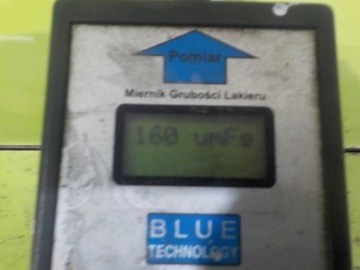 Pomiar
Miernik Grubości Lakieru
160 umFe
BLUE
TECHNOLOGY